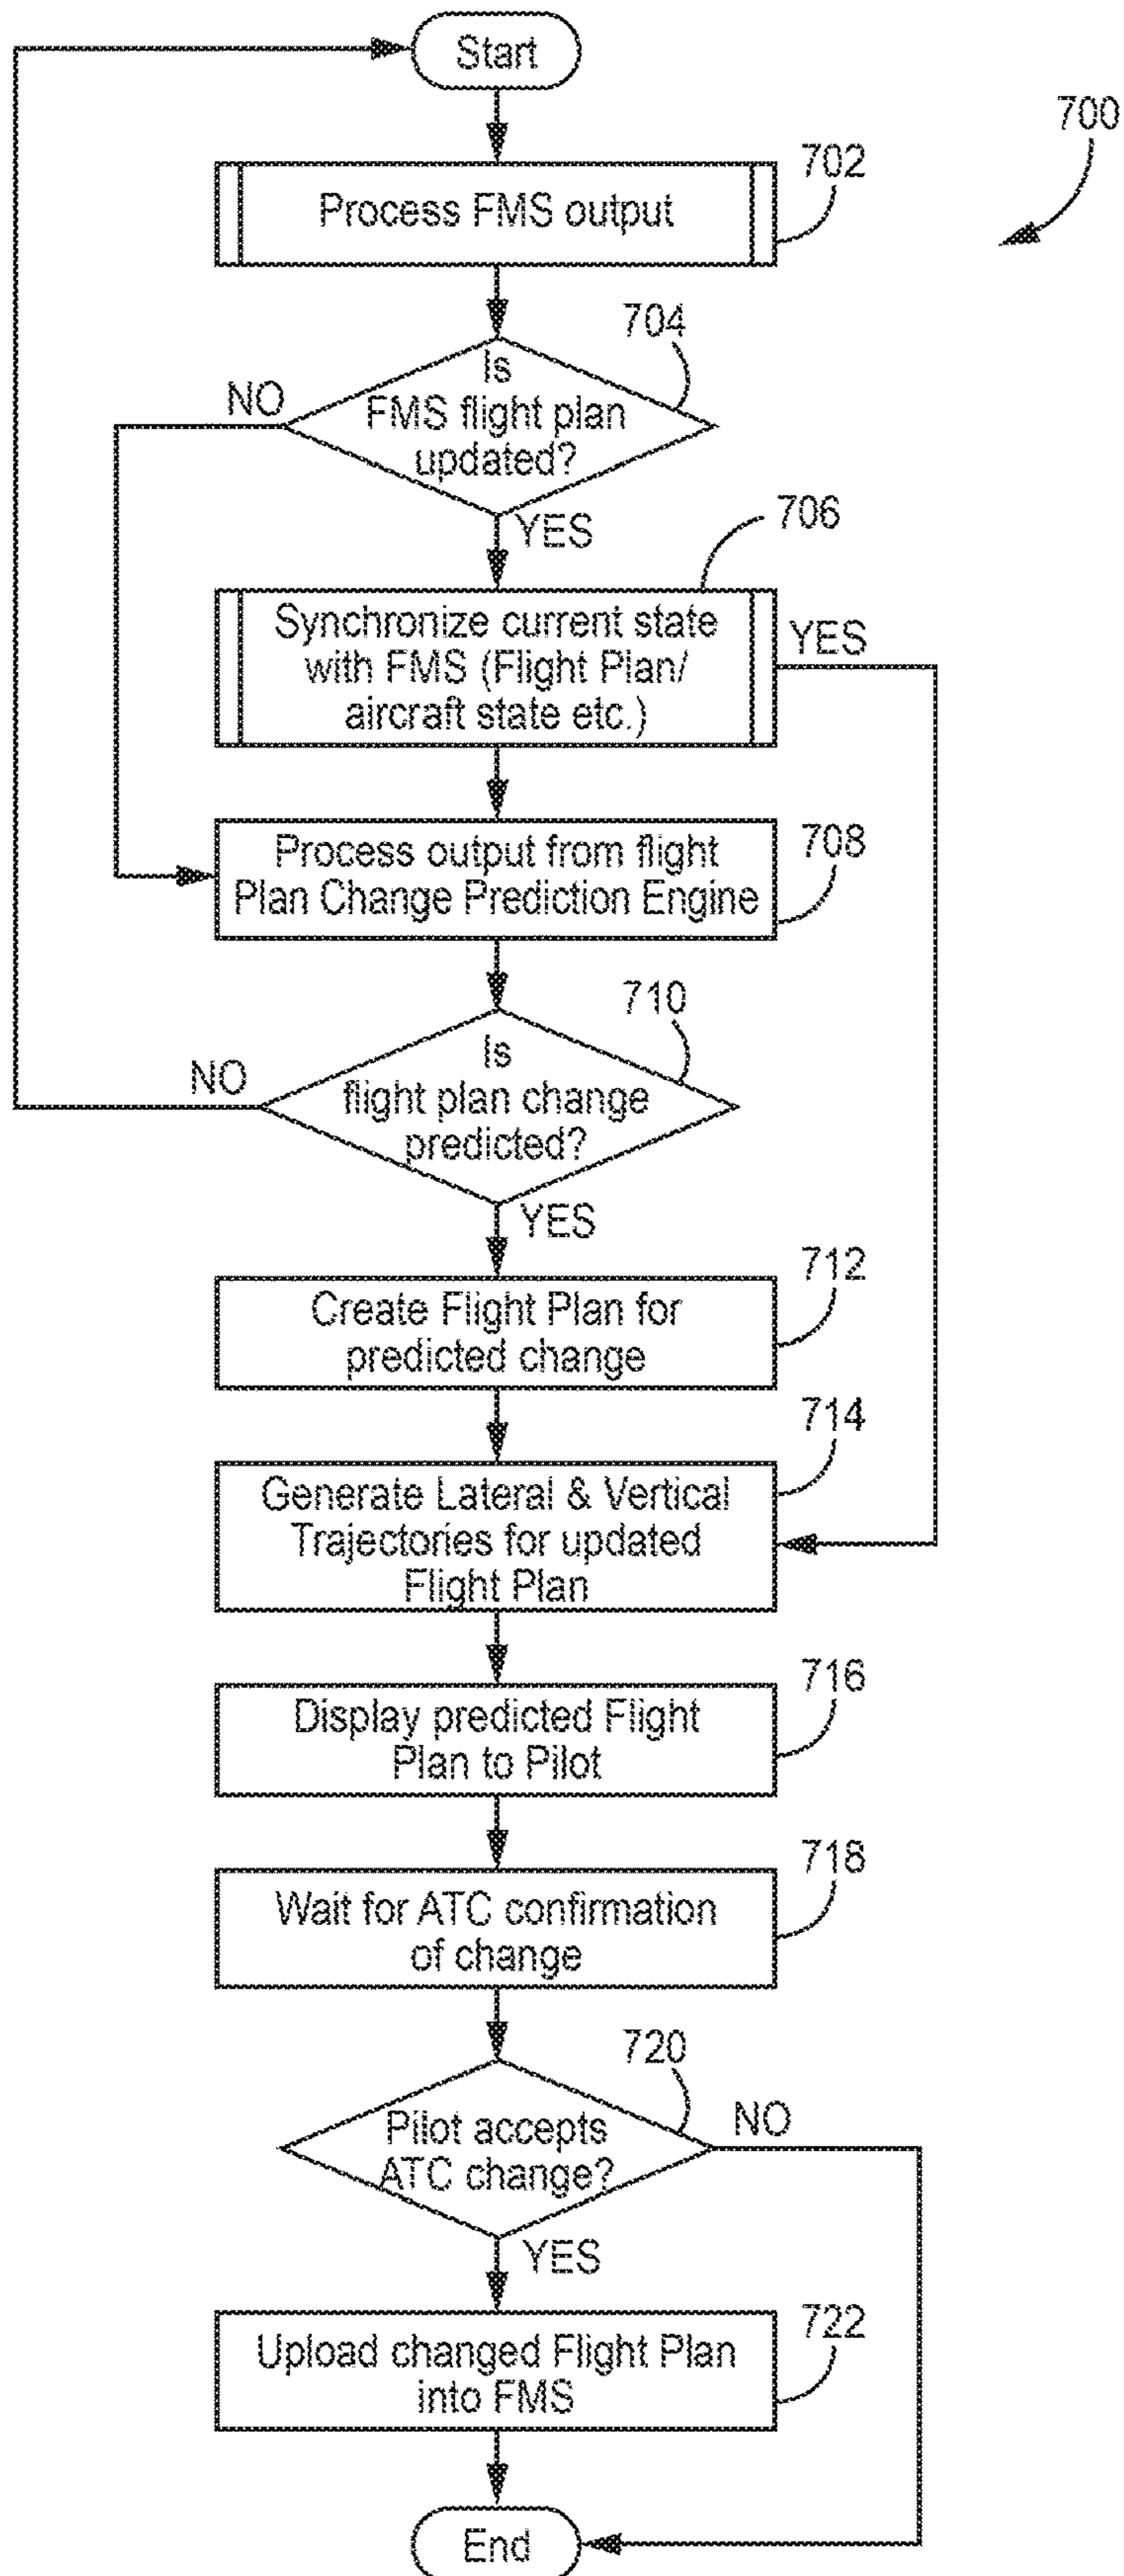 Start
700
702
Process FMS output
704
Is
FMS flight plan
updated?
NO
YES
706
Synchronize current state
with FMS (Flight Plan/
aircraft state etc.)
YES
Process output from flight
Plan Change Prediction Engine
708
710
Is
flight plan change
predicted?
NO
YES
712
Create Flight Plan for
predicted change
714
Generate Lateral & Vertical
Trajectories for updated
Flight Plan
716
Display predicted Flight
Plan to Pilot
718
Wait for ATC confirmation
of change
720
Pilot accepts
ATC change?
NO
YES
722
Upload changed Flight Plan
into FMS
End